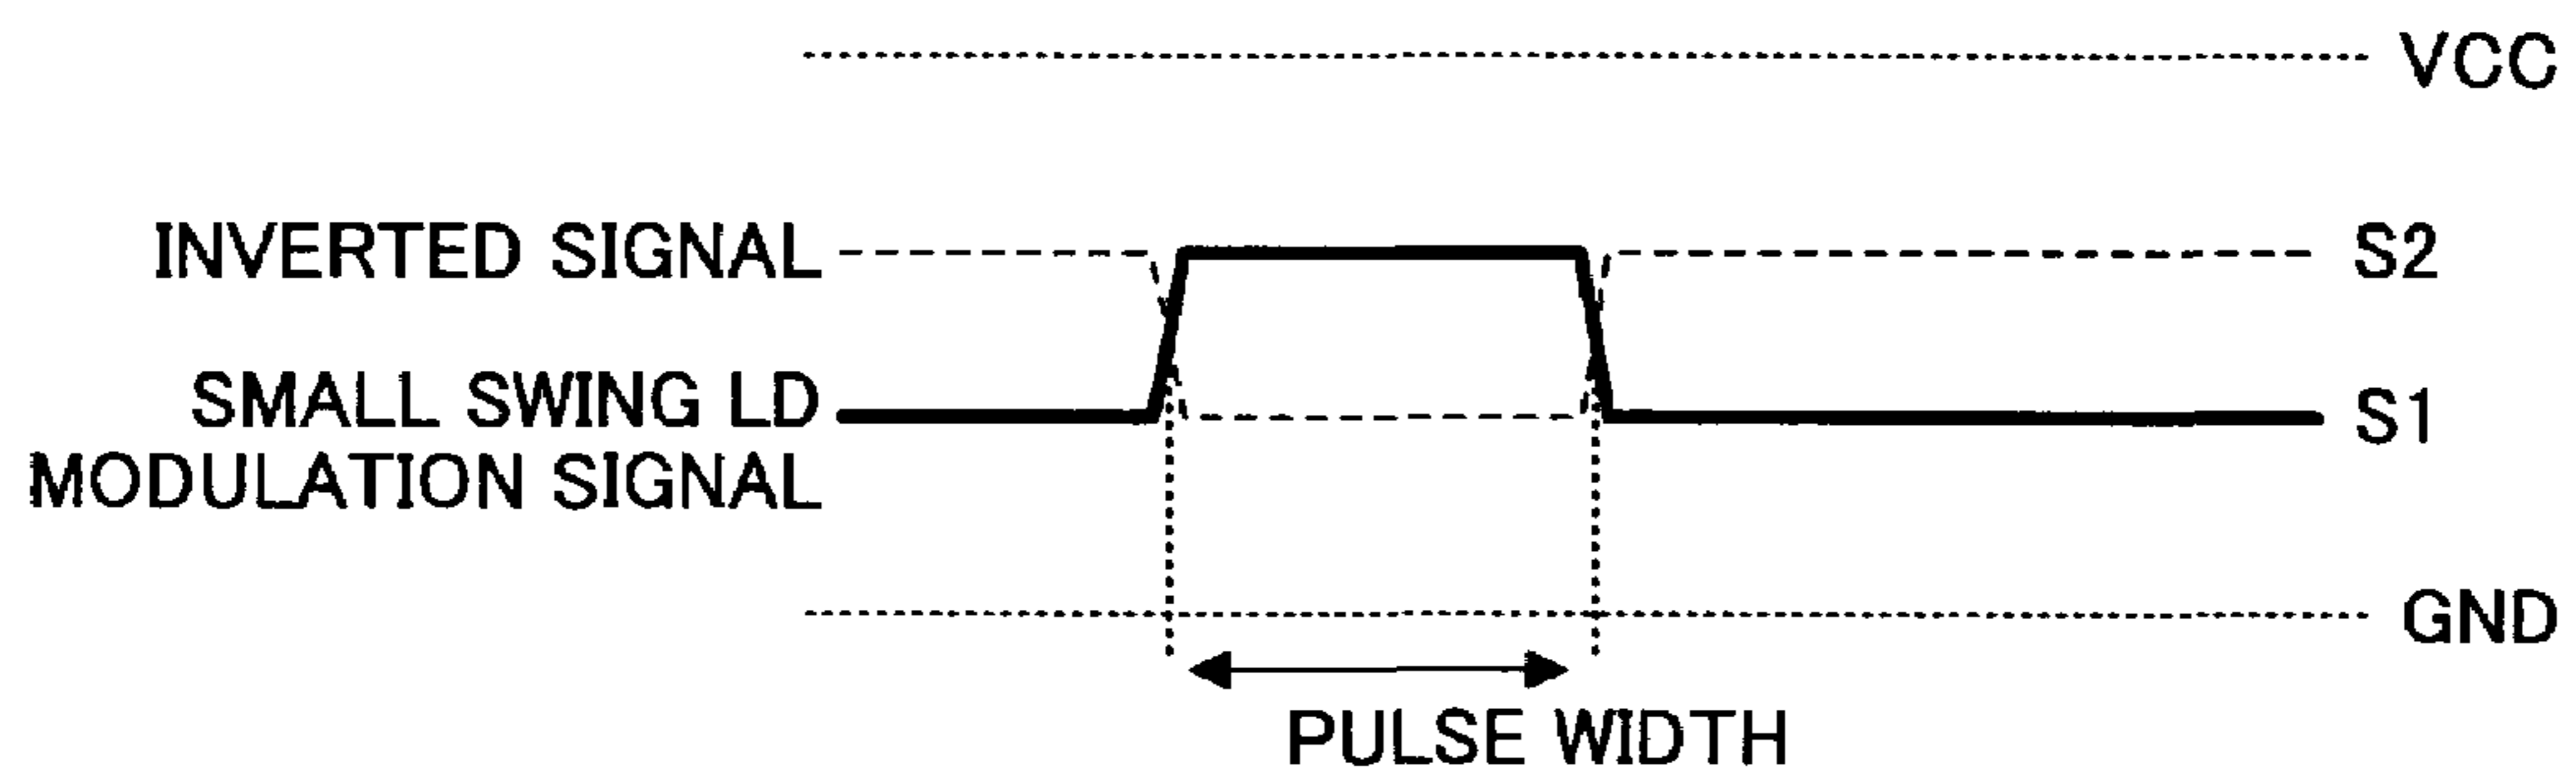 VCC
INVERTED SIGNAL
S2
SMALL SWING LD
MODULATION SIGNAL
S1
GND
PULSE WIDTH